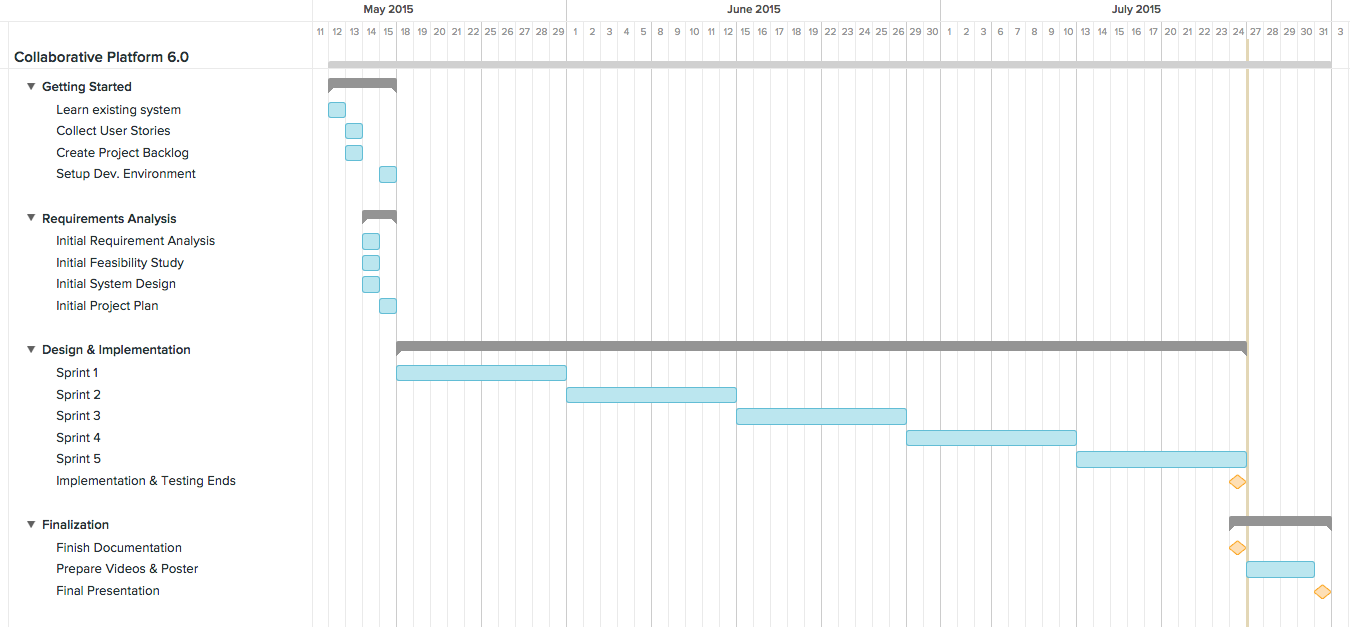 May 2015 June 2015 July 2015
11 12 13 14 15 18 19 20 21 22 25 26 27 28 29 1 2 3 4 5 8 9 10 11 12 15 16 17 18 19 22 23 24 25 26 29 30 1 2 3 6 7 8 9 10 13 14 15 16 17 20 21 22 23 24 27 28 29 30 31 3
Collaborative Platform 6.0
Getting Started
Learn existing system
Collect User Stories
Create Project Backlog
Setup Dev. Environment
Requirements Analysis
Initial Requirement Analysis
Initial Feasibility Study
Initial System Design
Initial Project Plan
Design & Implementation
Sprint 1
Sprint 2
Sprint 3
Sprint 4
Sprint 5
Implementation & Testing Ends
Finalization
Finish Documentation
Prepare Videos & Poster
Final Presentation